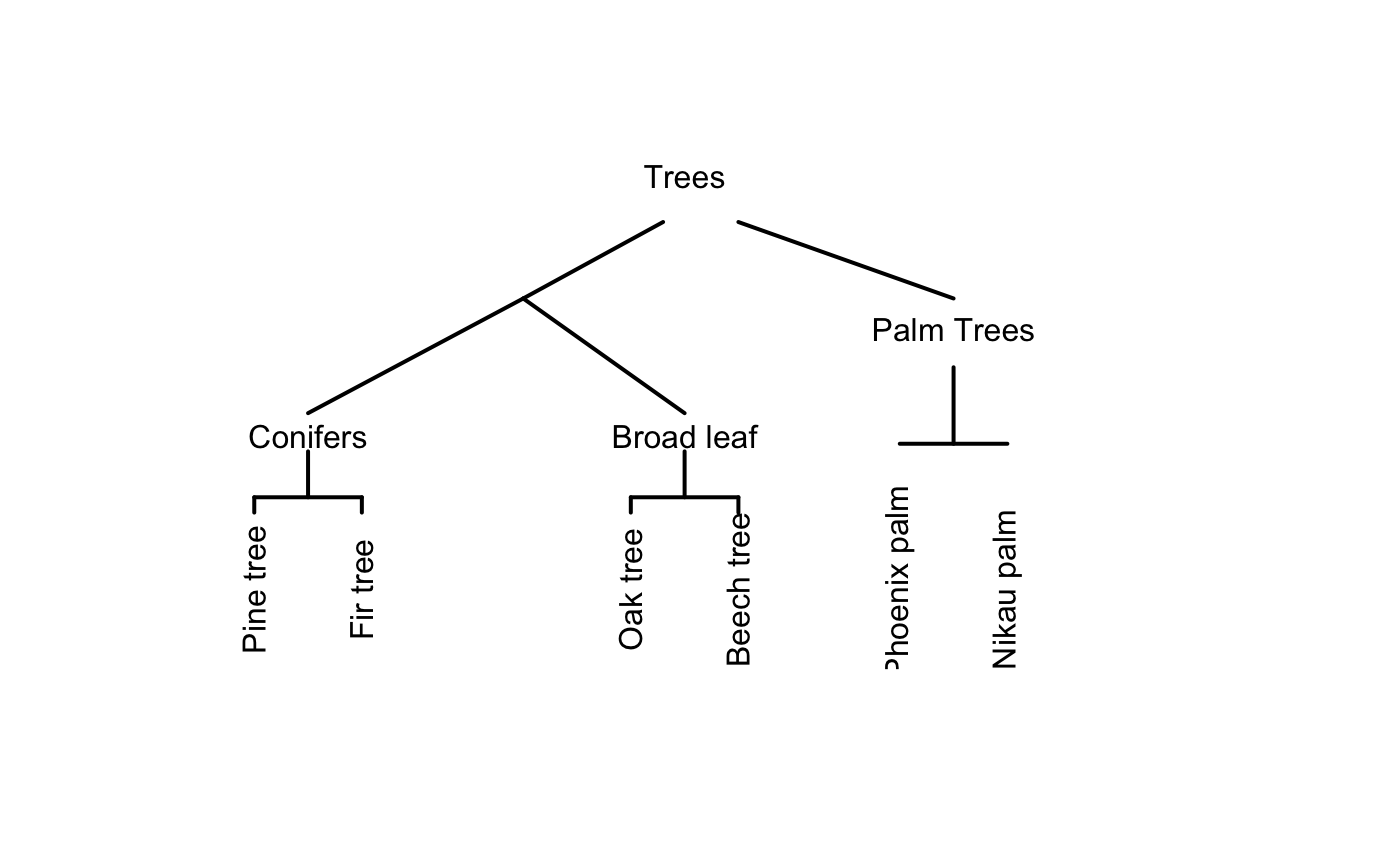 Trees
Palm Trees
Conifers
Broad leaf
Pine tree
Fir tree
Oak tree
Beech tree
Phoenix palm
Nikau palm